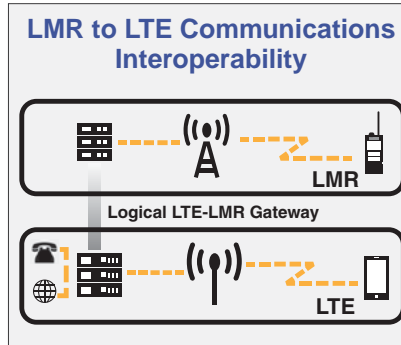 LMR to LTE Communications
Interoperability
LMR
Logical LTE-LMR Gateway
LTE